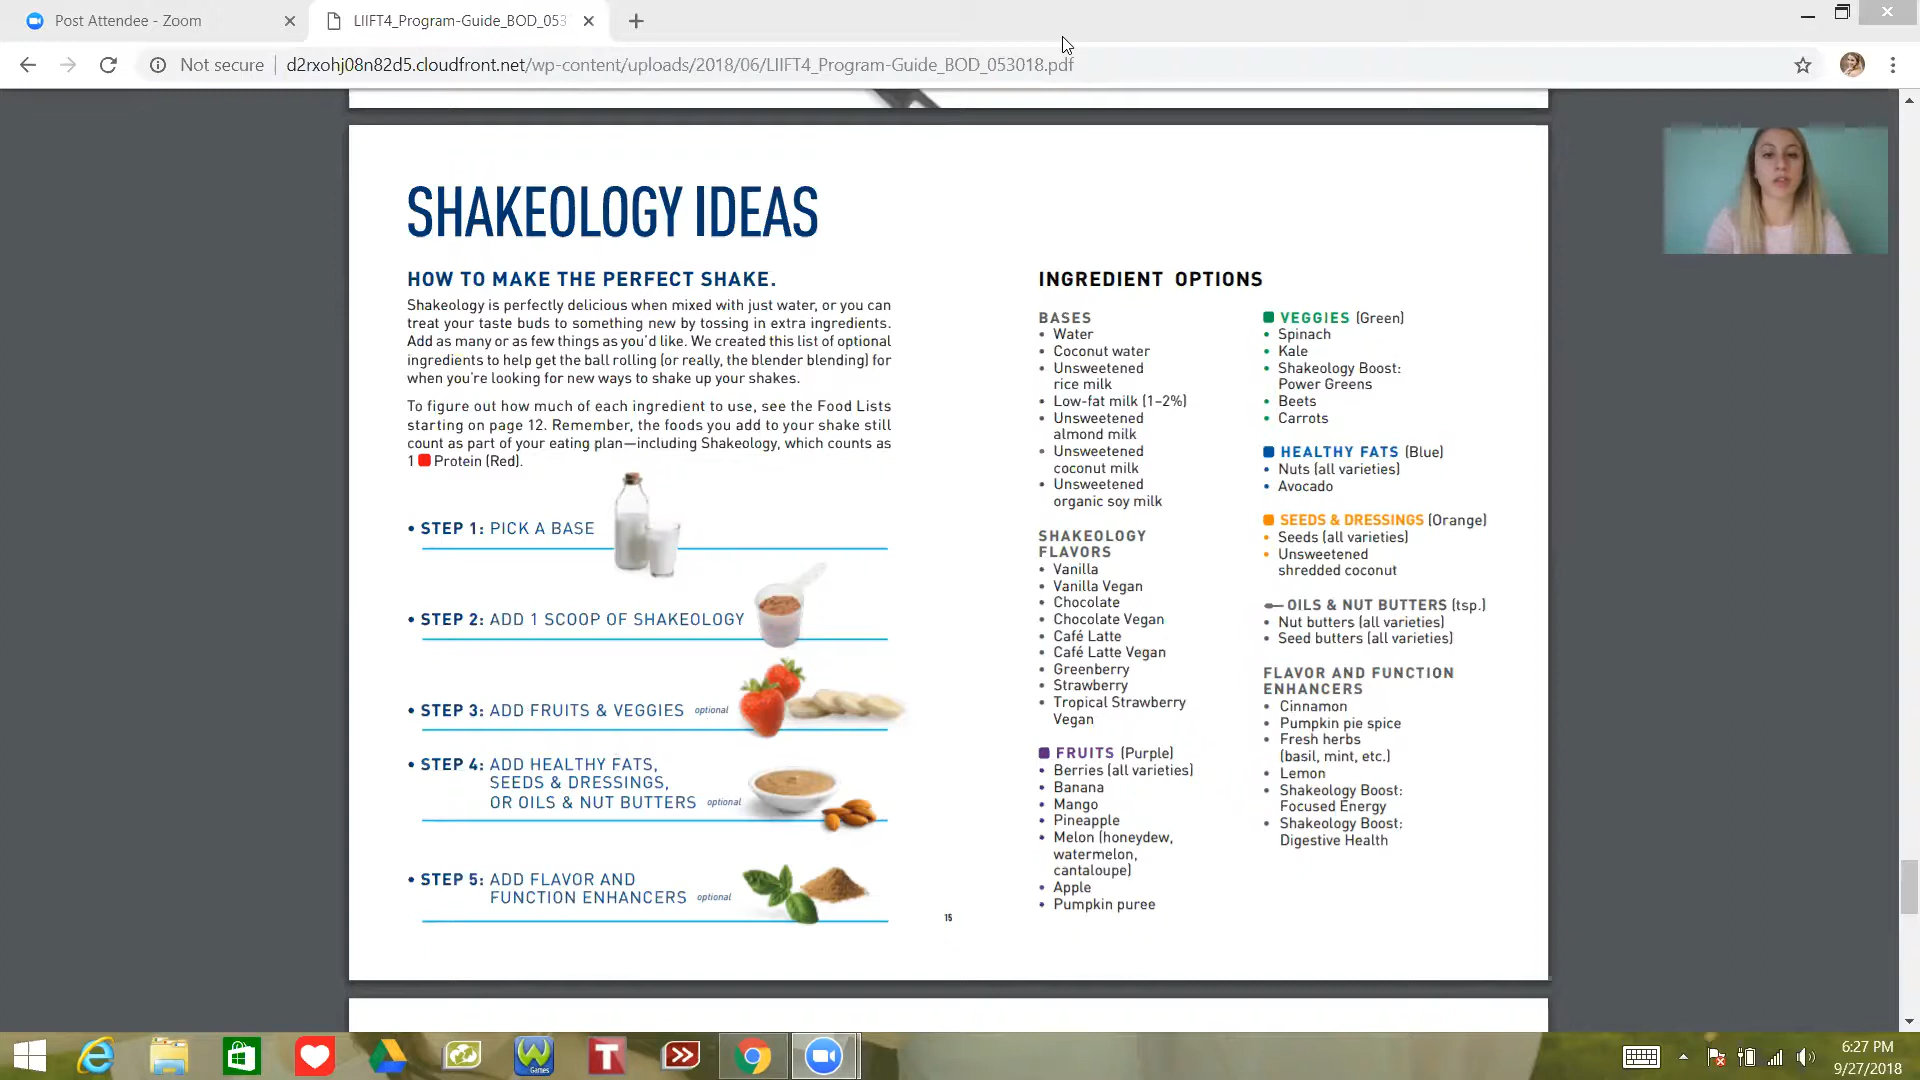 Post Attendee - Zoom
LIIFT4_Program-Guide_BOD_053
Not secure
d2rxohj08n82d5.cloudfront.net/wp-content/uploads/2018/06/LIIFT4_Program-Guide_BOD_053018.pdf
SHAKEOLOGY IDEAS
HOW TO MAKE THE PERFECT SHAKE.
Shakeology is perfectly delicious when mixed with just water, or you can
treat your taste buds to something new by tossing in extra ingredients.
Add as many or as few things as you'd like. We created this list of optional
ingredients to help get the ball rolling (or really, the blender blending) for
when you're looking for new ways to shake up your shakes.
To figure out how much of each ingredient to use, see the Food Lists
starting on page 12. Remember, the foods you add to your shake still
count as part of your eating plan—including Shakeology, which counts as
1 Protein (Red).
• STEP 1: PICK A BASE
• STEP 2: ADD 1 SCOOP OF SHAKEOLOGY
• STEP 3: ADD FRUITS & VEGGIES optional
• STEP 4: ADD HEALTHY FATS,
SEEDS & DRESSINGS,
OR OILS & NUT BUTTERS optional
• STEP 5: ADD FLAVOR AND
FUNCTION ENHANCERS optional
15
INGREDIENT OPTIONS
BASES
• Water
• Coconut water
• Unsweetened
rice milk
• Low-fat milk (1–2%)
• Unsweetened
almond milk
• Unsweetened
coconut milk
• Unsweetened
organic soy milk
SHAKEOLOGY
FLAVORS
• Vanilla
• Vanilla Vegan
• Chocolate
• Chocolate Vegan
• Café Latte
• Café Latte Vegan
• Greenberry
• Strawberry
• Tropical Strawberry
Vegan
FRUITS (Purple)
• Berries (all varieties)
• Banana
• Mango
• Pineapple
• Melon (honeydew,
watermelon,
cantaloupe)
• Apple
• Pumpkin puree
VEGGIES (Green)
• Spinach
• Kale
• Shakeology Boost:
Power Greens
• Beets
• Carrots
HEALTHY FATS (Blue)
• Nuts (all varieties)
• Avocado
SEEDS & DRESSINGS (Orange)
• Seeds (all varieties)
• Unsweetened
shredded coconut
OILS & NUT BUTTERS (tsp.)
• Nut butters (all varieties)
• Seed butters (all varieties)
FLAVOR AND FUNCTION
ENHANCERS
• Cinnamon
• Pumpkin pie spice
• Fresh herbs
(basil, mint, etc.)
• Lemon
• Shakeology Boost:
Focused Energy
• Shakeology Boost:
Digestive Health
W
Games
T
6:27 PM
9/27/2018